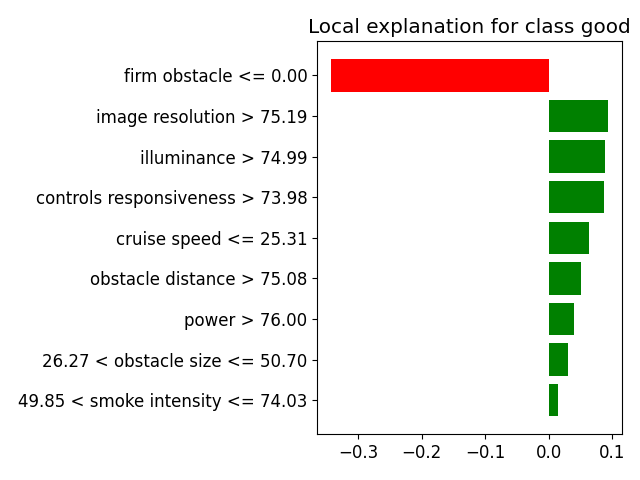 Local explanation for class good
firm obstacle <= 0.00
image resolution > 75.19
illuminance > 74.99
controls responsiveness > 73.98
cruise speed <= 25.31
obstacle distance > 75.08
power > 76.00
26.27 < obstacle size <= 50.70
49.85 < smoke intensity <= 74.03
−0.3 −0.2 −0.1 0.0 0.1